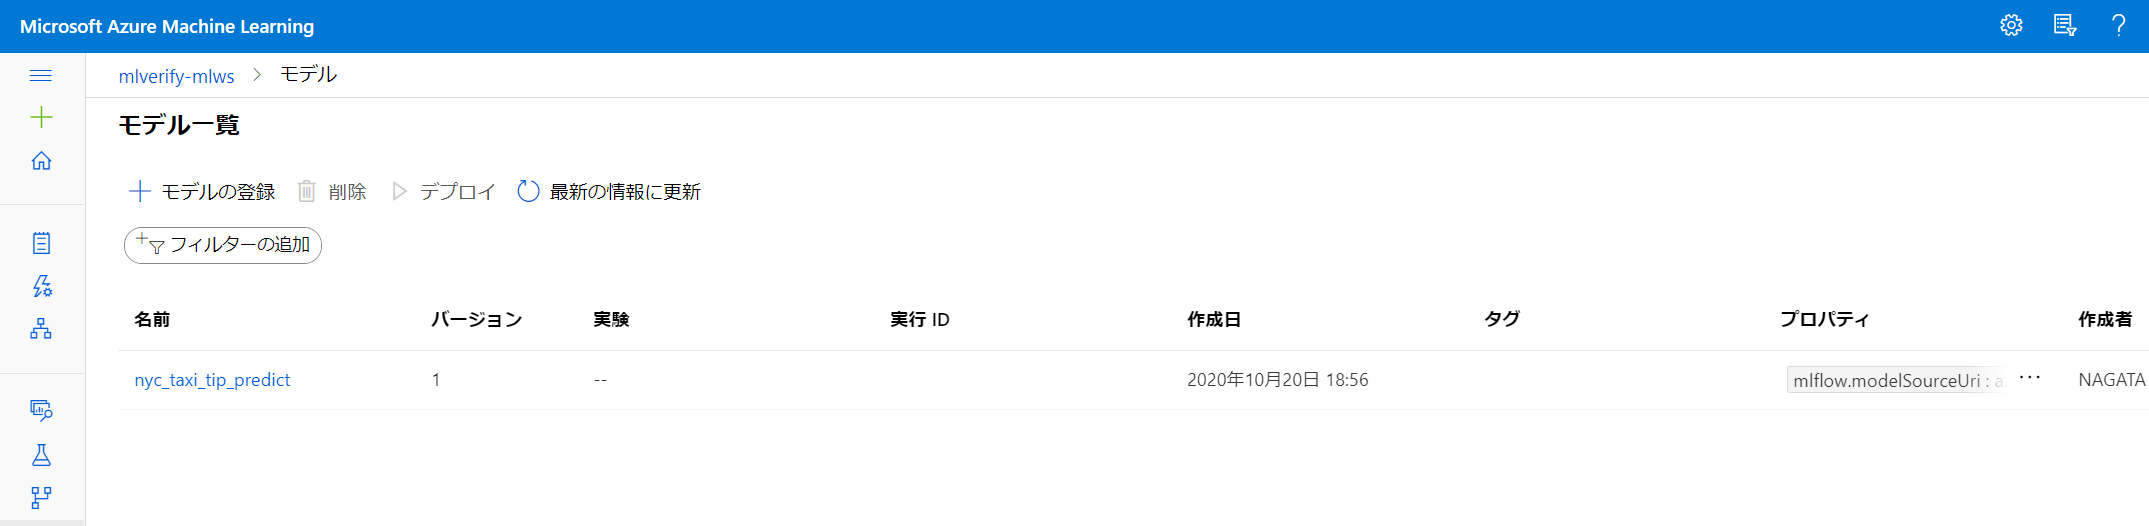 Microsoft Azure Machine Learning
mlverify-mlws > モデル
モデル一覧
モデルの登録 削除 デプロイ 最新の情報に更新
フィルターの追加
名前 バージョン 実験 実行 ID 作成日 タグ プロパティ 作成者
nyc_taxi_tip_predict 1 -- 2020年10月20日 18:56 mlflow.modelSourceUri : ... NAGATA